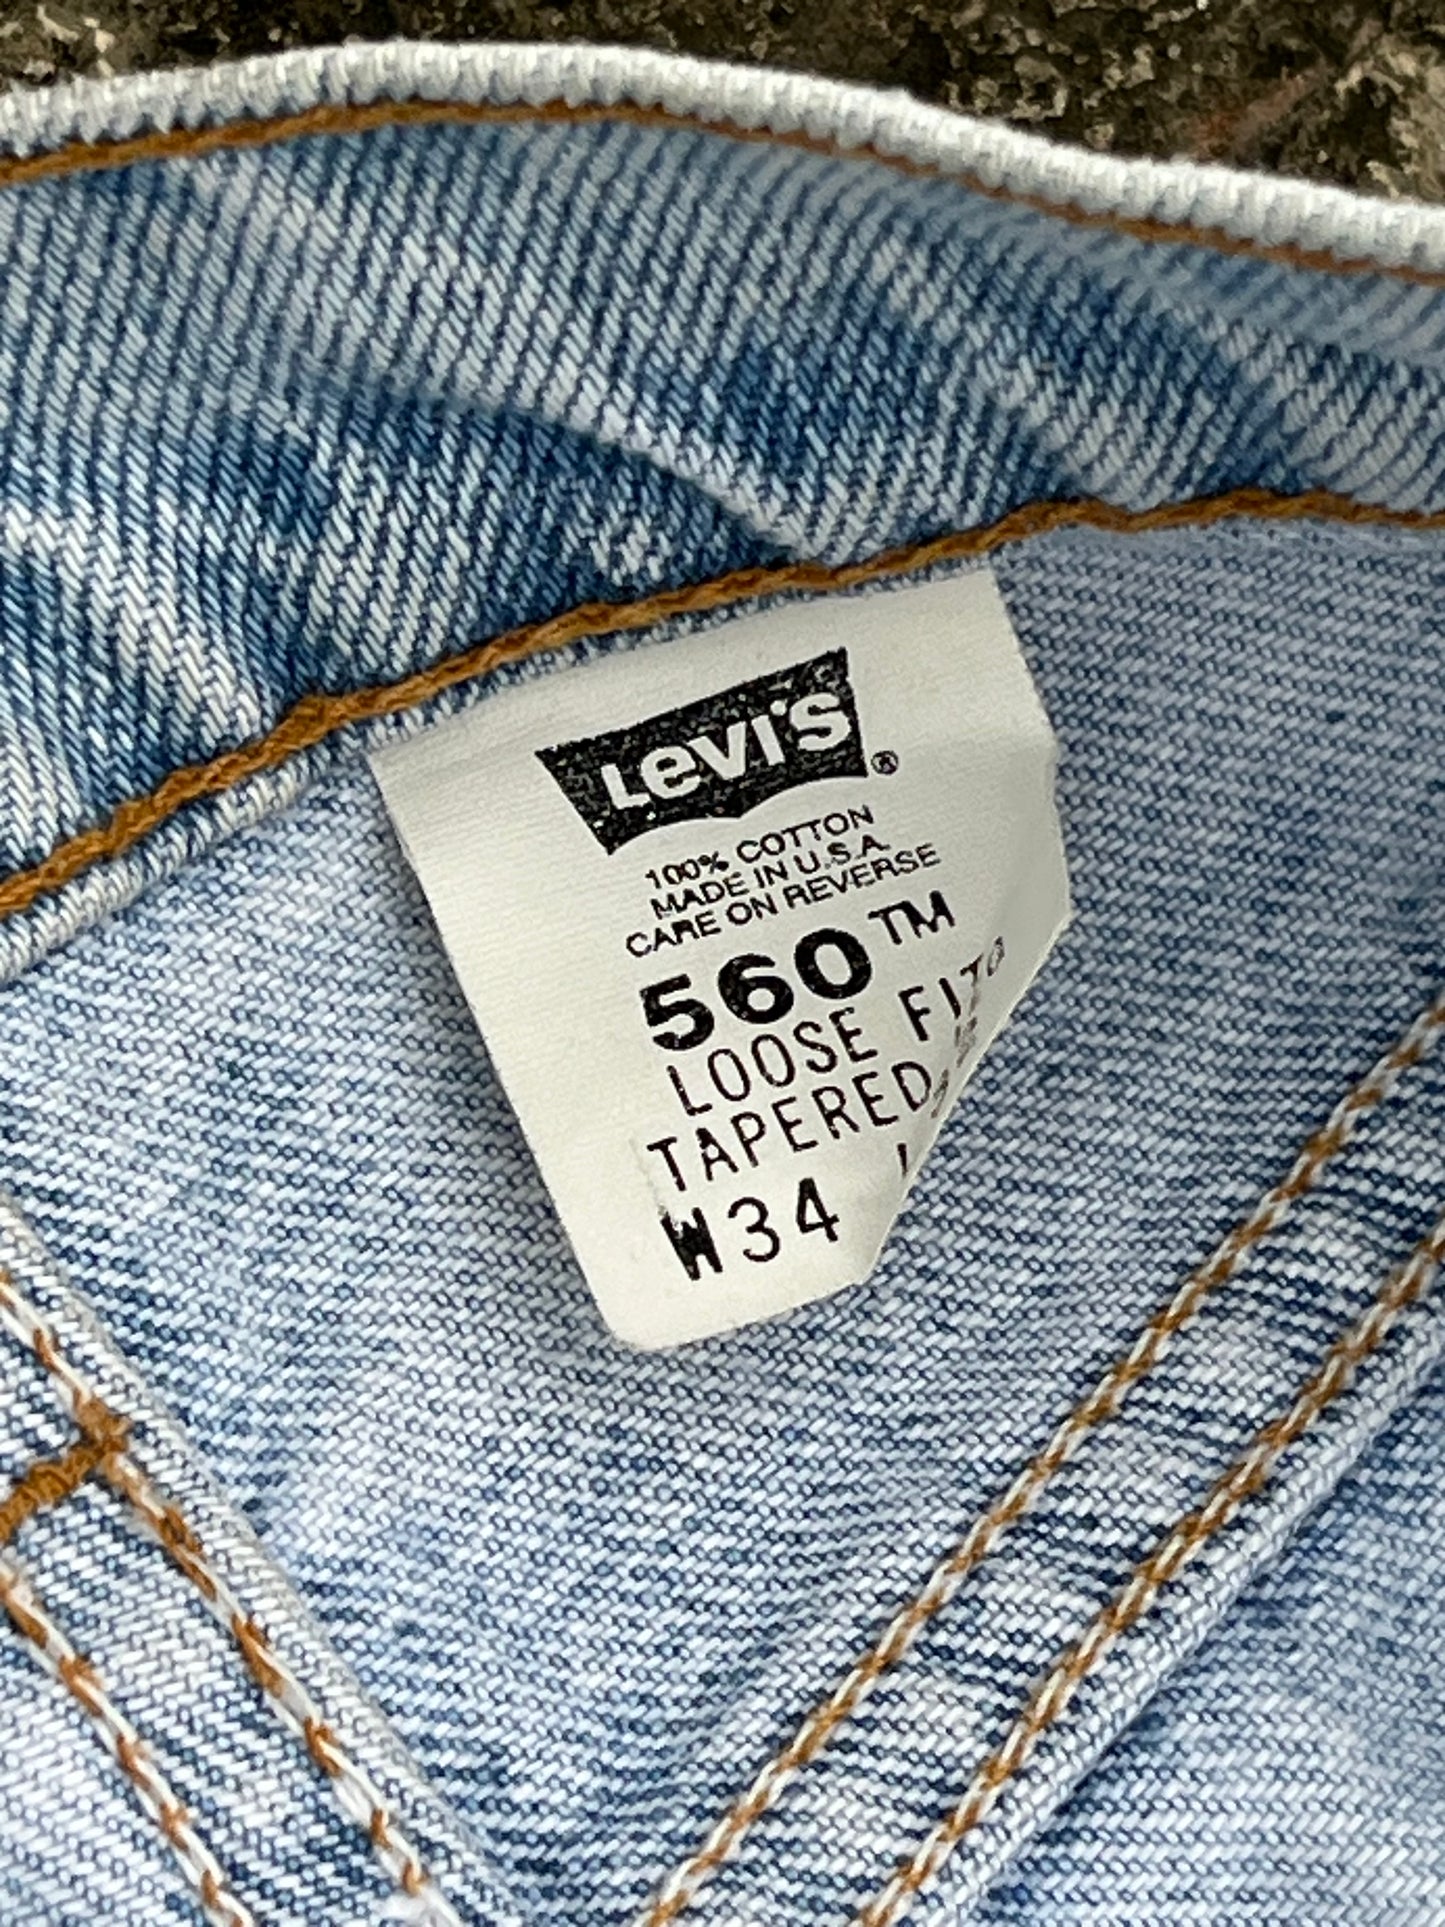 Levi's®
100% COTTON
MADE IN U.S.A.
CARE ON REVERSE
560™
LOOSE FIT
TAPERED
W34 L